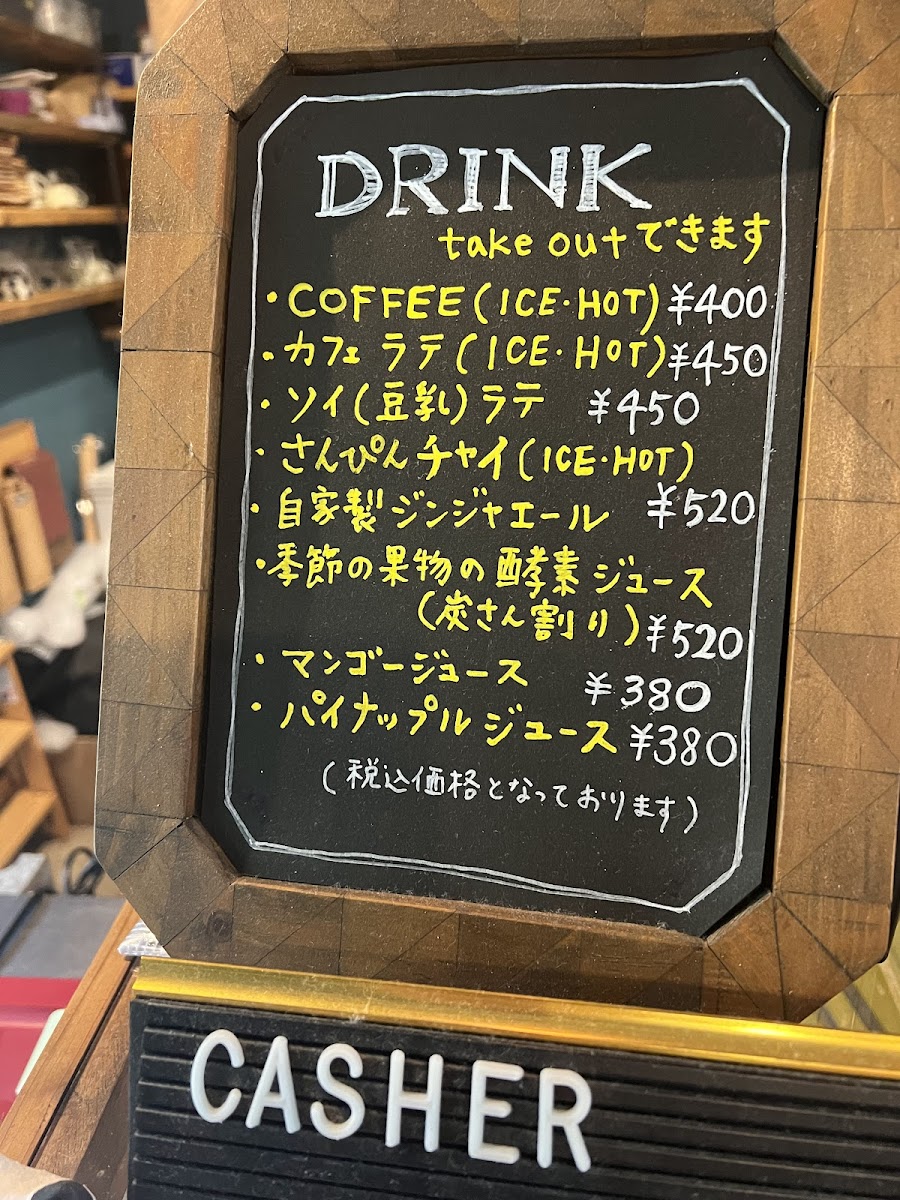 DRINK
take outできます
・COFFEE(ICE・HOT) ¥400
・カフェ ラテ(ICE・HOT) ¥450
・ソイ(豆乳)ラテ ¥450
・さんぴんチャイ(ICE・HOT)
・自家製ジンジャエール ¥520
・季節の果物の酵素ジュース
(炭さん割り) ¥520
・マンゴージュース ¥380
・パイナップルジュース ¥380
(税込価格となっております)
CASHER